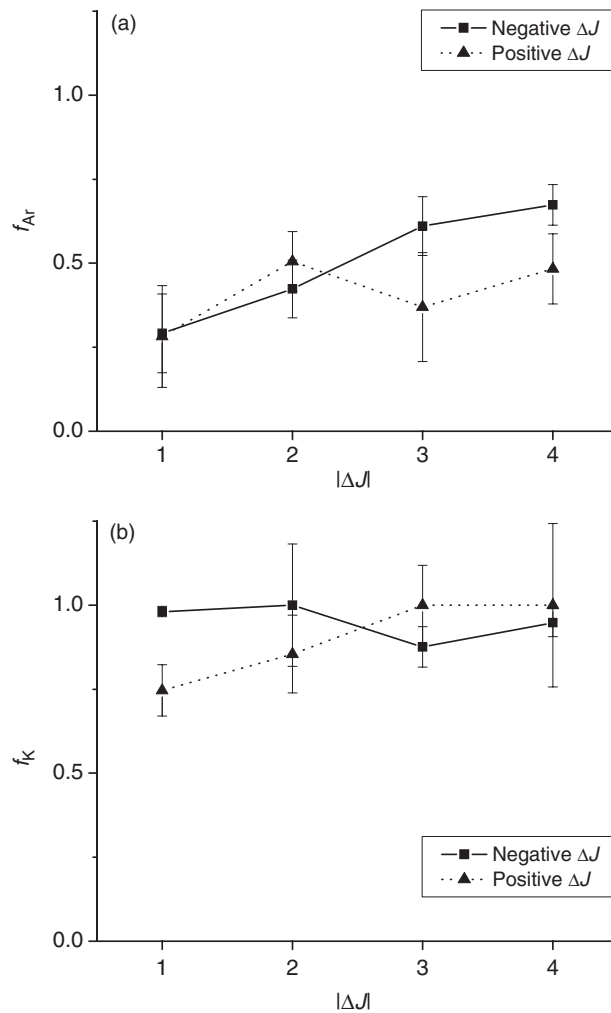 (a)
Negative ΔJ
Positive ΔJ
1.0
0.5
0.0
f_Ar
1 2 3 4
|ΔJ|
(b)
1.0
0.5
0.0
f_K
Negative ΔJ
Positive ΔJ
1 2 3 4
|ΔJ|